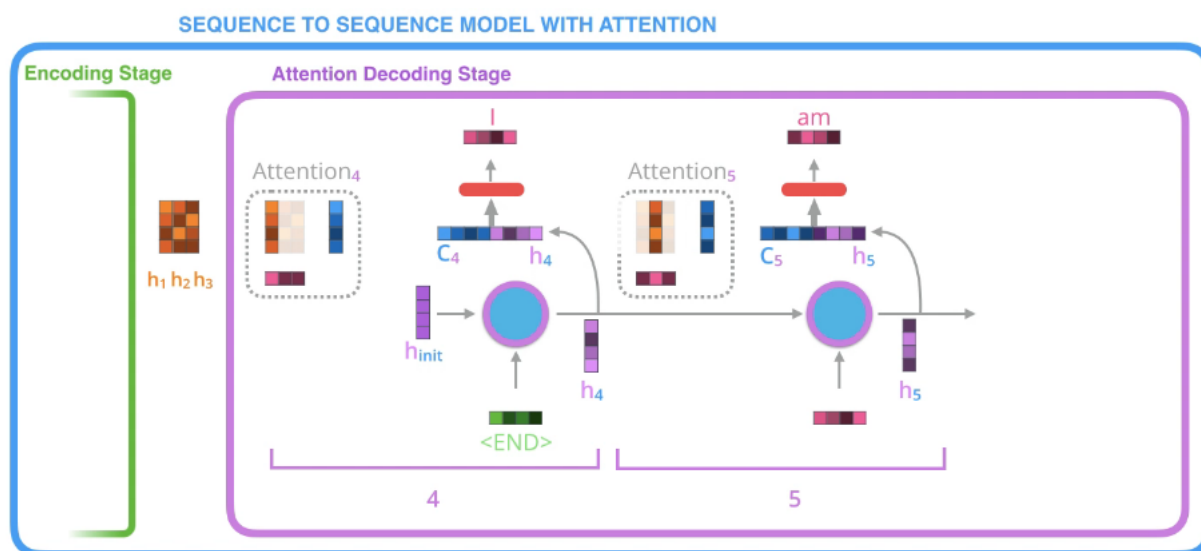 SEQUENCE TO SEQUENCE MODEL WITH ATTENTION
Encoding Stage
Attention Decoding Stage
I
am
Attention4
Attention5
h1 h2 h3
C4
h4
C5
h5
hinit
h4
h5
<END>
4
5